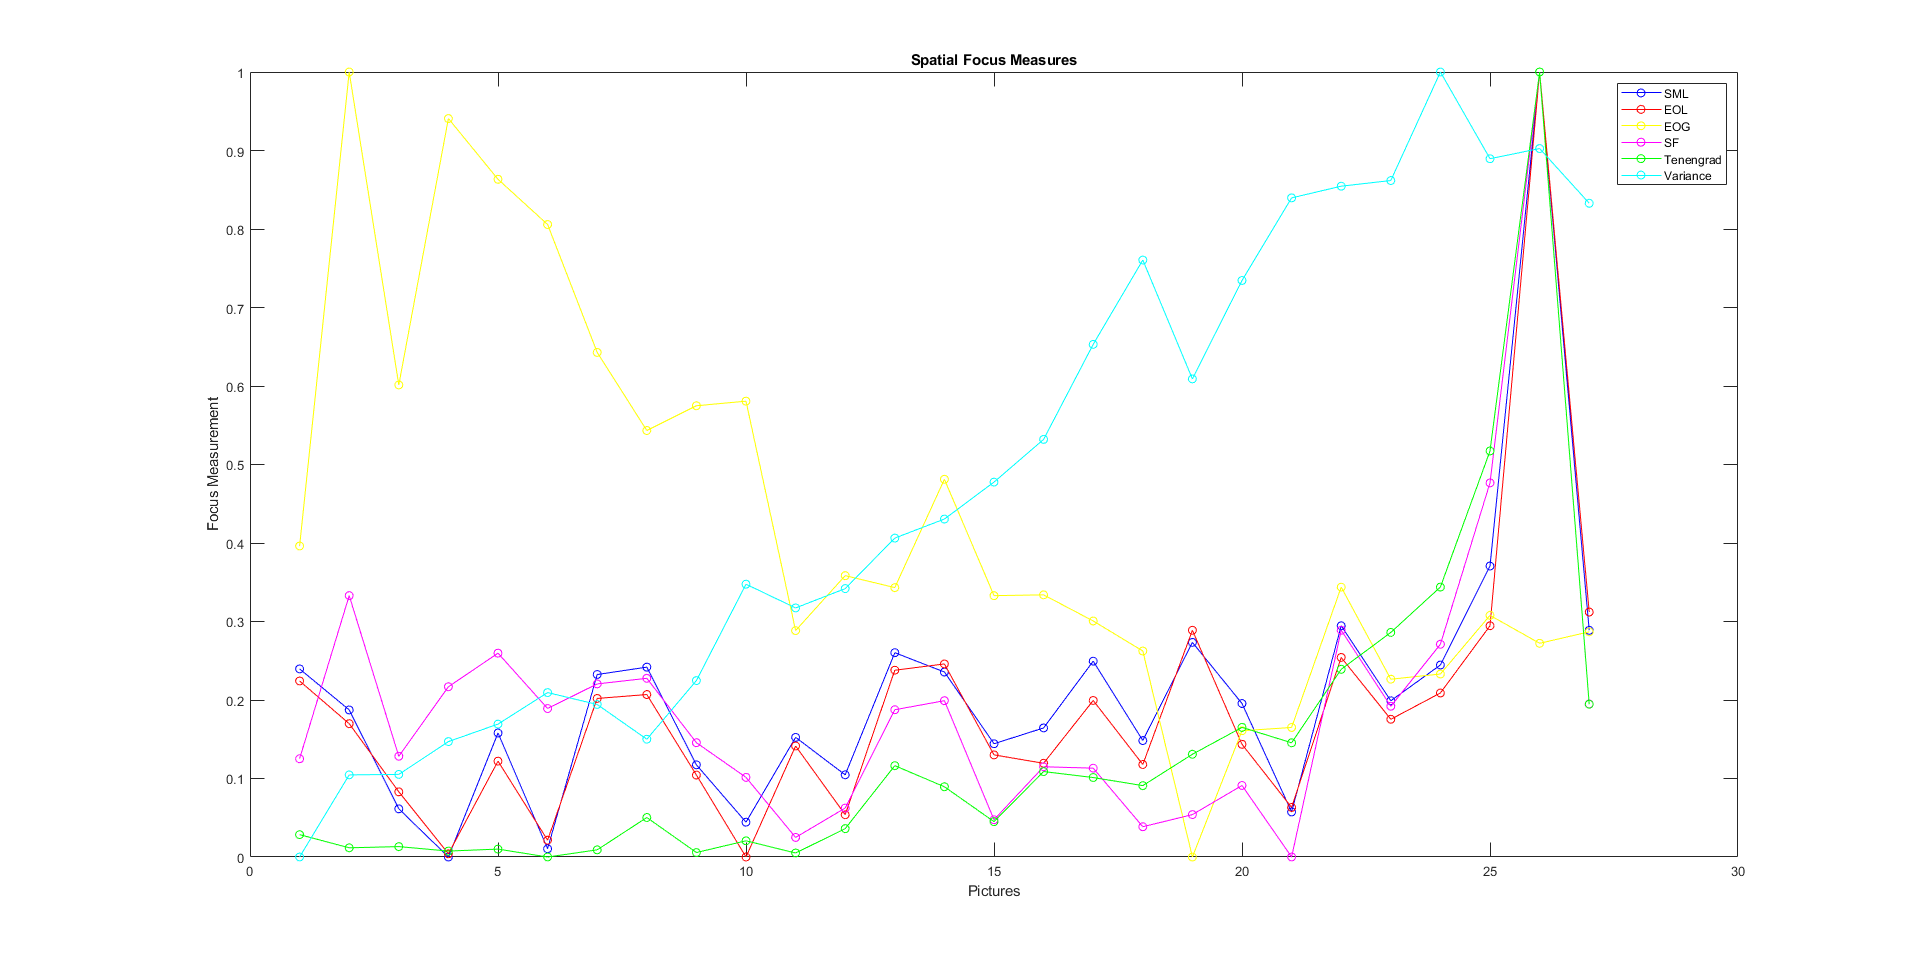 Spatial Focus Measures
1
0.9
0.8
0.7
0.6
0.5
0.4
0.3
0.2
0.1
0
Focus Measurement
SML
EOL
EOG
SF
Tenengrad
Variance
0 5 10 15 20 25 30
Pictures